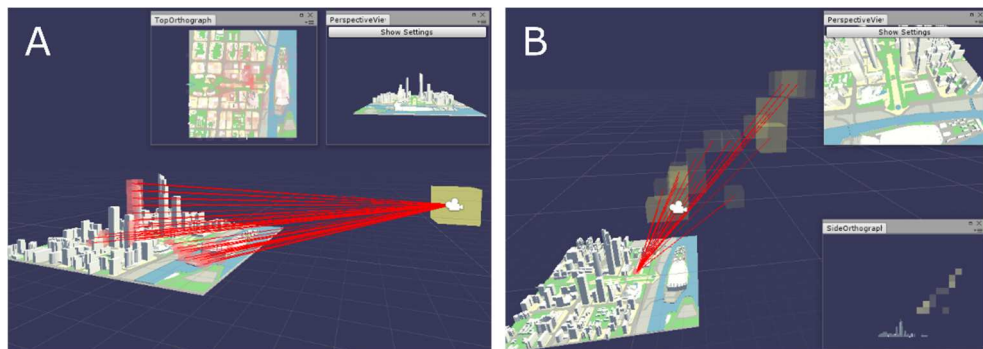 A
TopOrthograph
PerspectiveVie
Show Settings
B
PerspectiveVie
Show Settings
SideOrthograpl